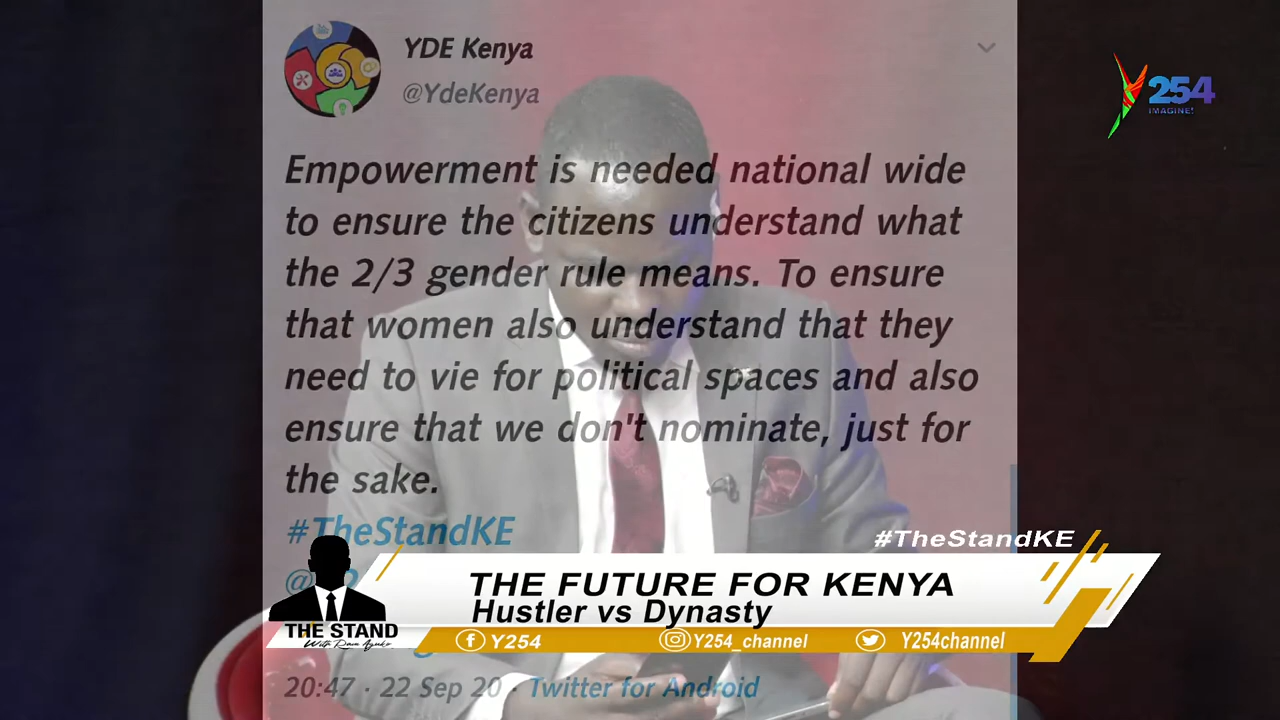 YDE Kenya
@YdeKenya
Y254
IMAGINE!
Empowerment is needed national wide
to ensure the citizens understand what
the 2/3 gender rule means. To ensure
that women also understand that they
need to vie for political spaces and also
ensure that we don't nominate, just for
the sake.
#TheStandKE
#TheStandKE
THE FUTURE FOR KENYA
Hustler vs Dynasty
THE STAND
Y254
Y254_channel
Y254channel
20:47 · 22 Sep 20 · Twitter for Android